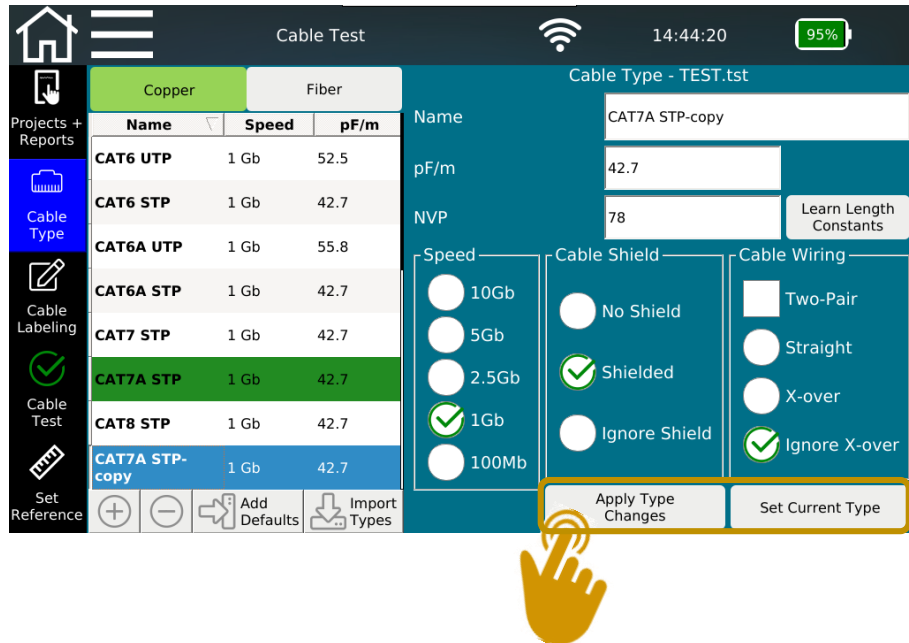 Cable Test
14:44:20
95%
Projects +
Reports
Cable
Type
Cable
Labeling
Cable
Test
Set
Reference
Copper
Fiber
Name Speed pF/m
CAT6 UTP 1 Gb 52.5
CAT6 STP 1 Gb 42.7
CAT6A UTP 1 Gb 55.8
CAT6A STP 1 Gb 42.7
CAT7 STP 1 Gb 42.7
CAT7A STP 1 Gb 42.7
CAT8 STP 1 Gb 42.7
CAT7A STP-
copy 1 Gb 42.7
Add
Defaults
Import
Types
Cable Type - TEST.tst
Name CAT7A STP-copy
pF/m 42.7
NVP 78
Learn Length
Constants
Speed
10Gb
5Gb
2.5Gb
1Gb
100Mb
Cable Shield
No Shield
Shielded
Ignore Shield
Cable Wiring
Two-Pair
Straight
X-over
Ignore X-over
Apply Type
Changes
Set Current Type